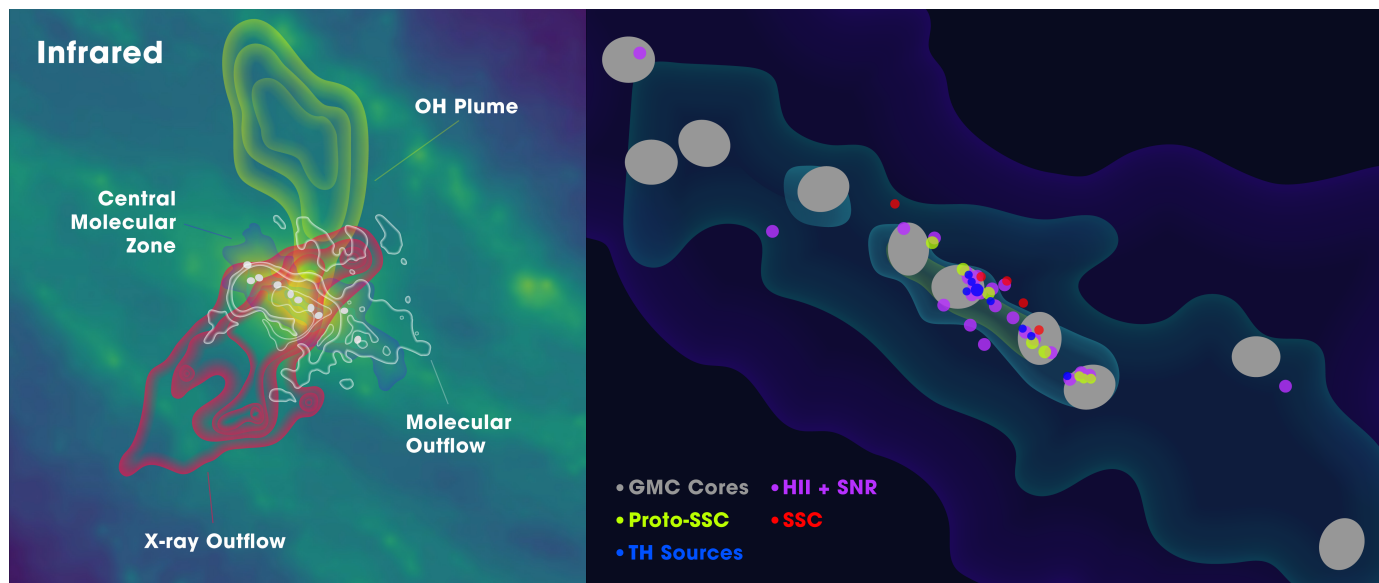 Infrared
OH Plume
Central
Molecular
Zone
Molecular
Outflow
X-ray Outflow
GMC Cores
HII + SNR
Proto-SSC
SSC
TH Sources